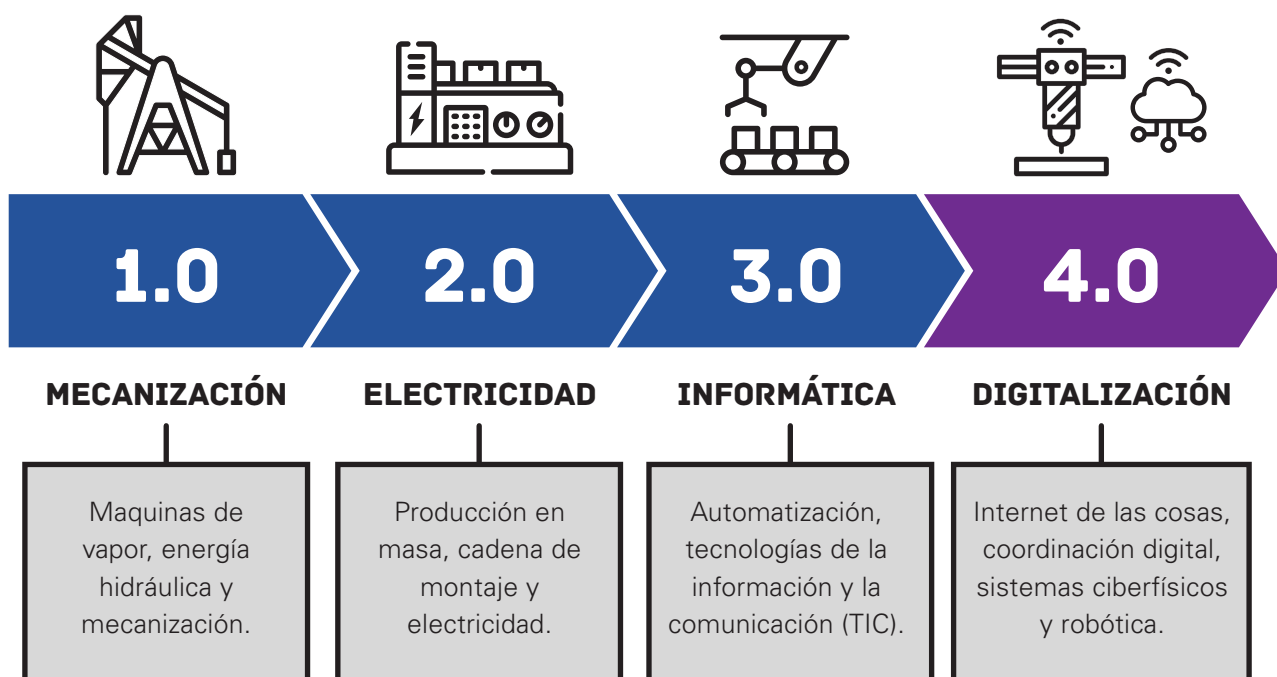 1.0
2.0
3.0
4.0
MECANIZACIÓN
ELECTRICIDAD
INFORMÁTICA
DIGITALIZACIÓN
Maquinas de
vapor, energía
hidráulica y
mecanización.
Producción en
masa, cadena de
montaje y
electricidad.
Automatización,
tecnologías de la
información y la
comunicación (TIC).
Internet de las cosas,
coordinación digital,
sistemas ciberfísicos
y robótica.